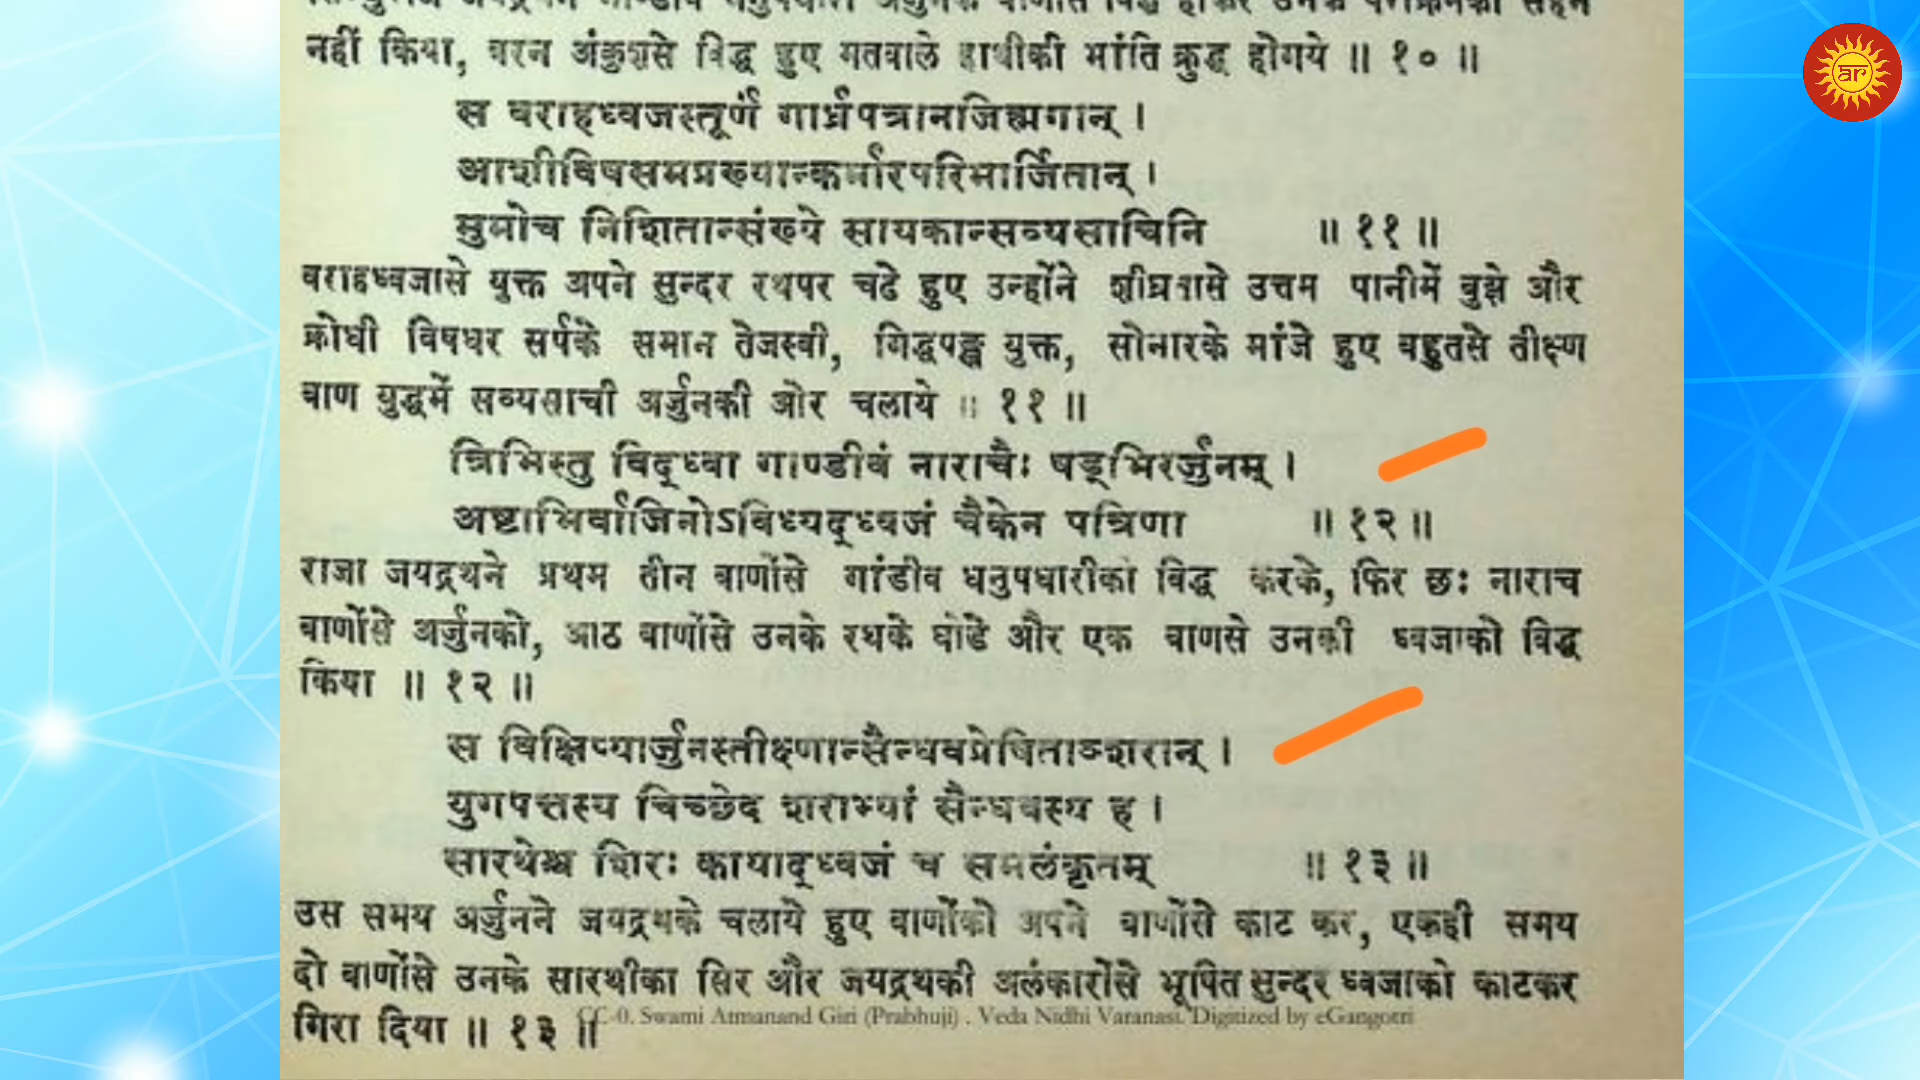 नहीं किया, वरन अंकुशसे विद्ध हुए मतवाले हाथीकी भांति क्रुद्ध होगये ॥ १० ॥
स वराहध्वजस्तूर्णं गार्ध्रपत्रानजिह्मगान् ।
आशीविषसमप्रख्यान्कर्मारपरिमार्जितान् ।
मुमोच निशितान्संख्ये सायकान्सव्यसाचिनि ॥ ११ ॥
वराहध्वजासे युक्त अपने सुन्दर रथपर चढे हुए उन्होंने शीघ्रतासे उत्तम पानीमें बुझे और
क्रोधी विषधर सर्पके समान तेजस्वी, गिद्धपङ्ख युक्त, सोनारके मांजे हुए बहुतसे तीक्ष्ण
बाण युद्धमें सव्यसाची अर्जुनकी ओर चलाये ॥ ११ ॥
त्रिभिस्तु विद्ध्वा गाण्डीवं नाराचैः षड्भिरर्जुनम् ।
अष्टाभिर्वाजिनोऽविध्यद्ध्वजं चैकेन पत्रिणा ॥ १२ ॥
राजा जयद्रथने प्रथम तीन बाणोंसे गांडीव धनुषधारीको विद्ध करके, फिर छः नाराच
बाणोंसे अर्जुनको, आठ बाणोंसे उनके रथके घोडे और एक बाणसे उनकी ध्वजाको विद्ध
किया ॥ १२ ॥
स विक्षिप्यार्जुनस्तीक्ष्णान्सैन्धवप्रेषिताञ्शरान् ।
युगपत्तस्य चिच्छेद शराभ्यां सैन्धवस्य ह ।
सारथेश्च शिरः कायाद्ध्वजं च समलंकृतम् ॥ १३ ॥
उस समय अर्जुनने जयद्रथके चलाये हुए बाणोंको अपने बाणोंसे काट कर, एकही समय
दो बाणोंसे उनके सारथीका सिर और जयद्रथकी अलंकारोंसे भूषित सुन्दर ध्वजाको काटकर
गिरा दिया ॥ १३ ॥
CC-0. Swami Atmanand Giri (Prabhuji) . Veda Nidhi Varanasi. Digitized by eGangotri